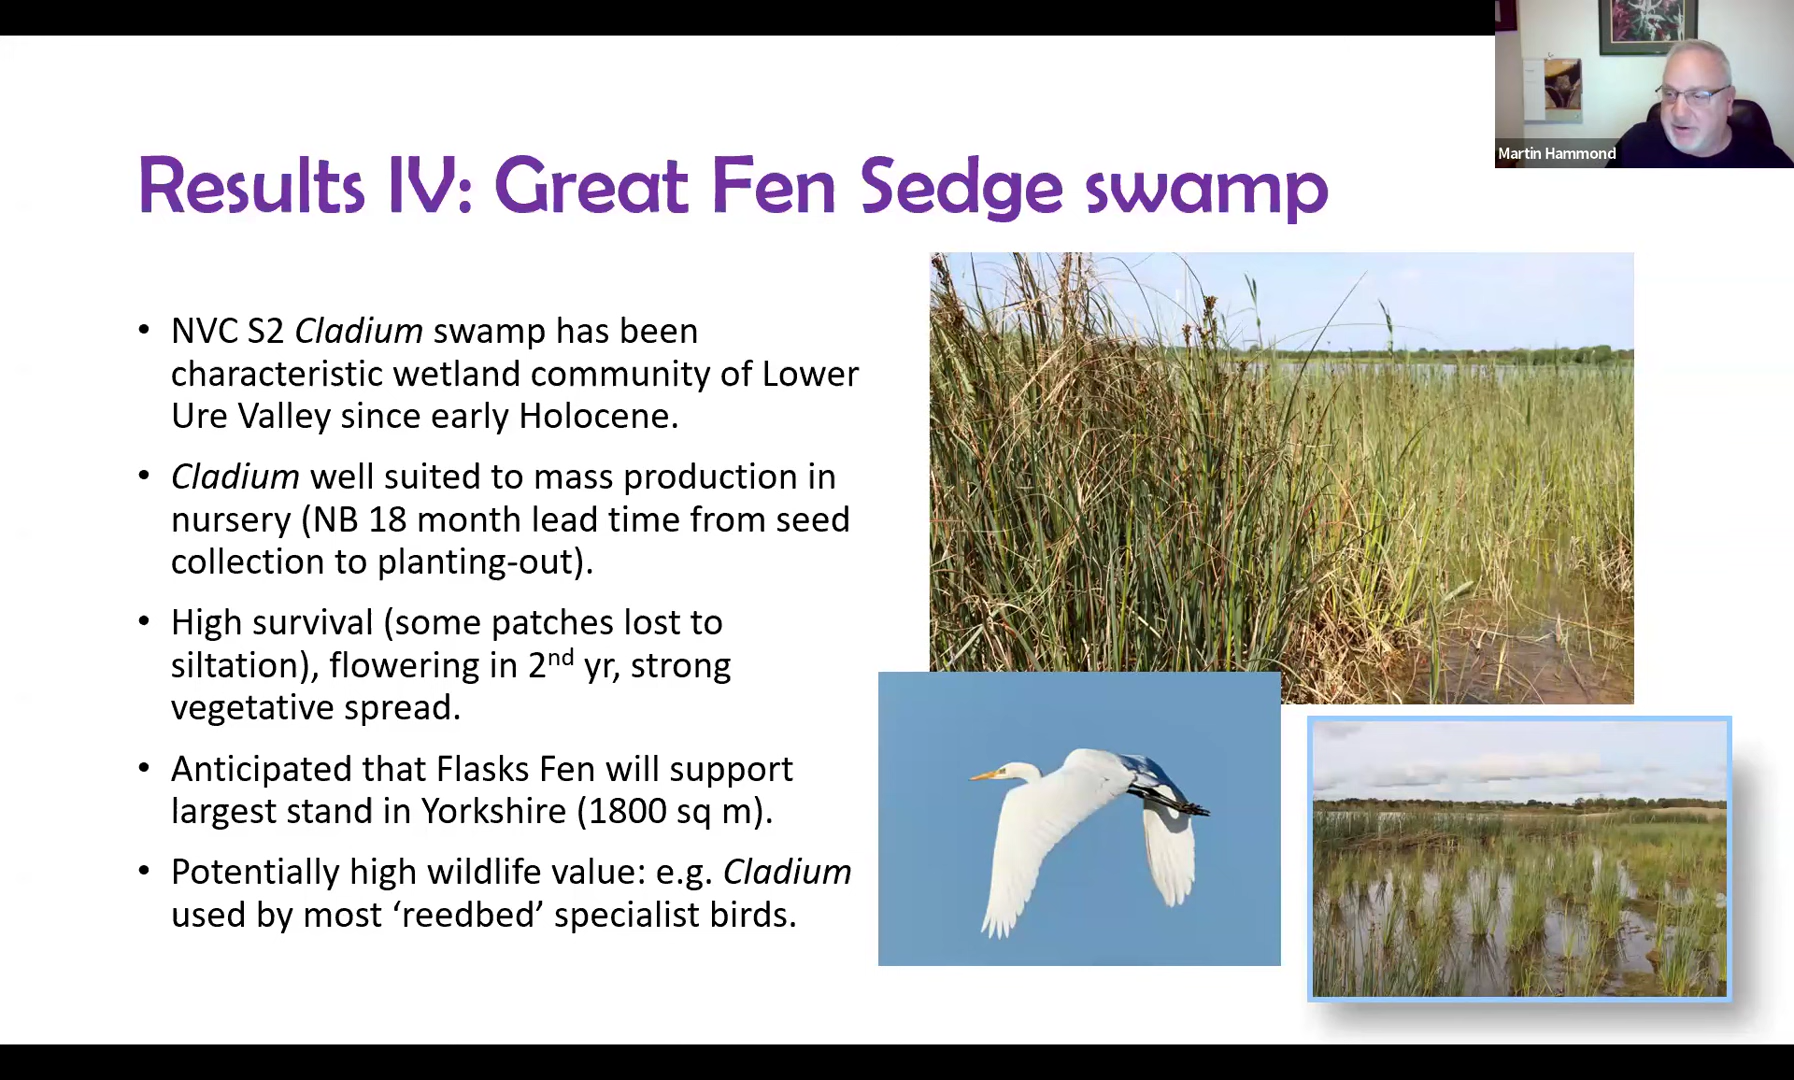 Martin Hammond
Results IV: Great Fen Sedge swamp
• NVC S2 Cladium swamp has been
characteristic wetland community of Lower
Ure Valley since early Holocene.
• Cladium well suited to mass production in
nursery (NB 18 month lead time from seed
collection to planting-out).
• High survival (some patches lost to
siltation), flowering in 2nd yr, strong
vegetative spread.
• Anticipated that Flasks Fen will support
largest stand in Yorkshire (1800 sq m).
• Potentially high wildlife value: e.g. Cladium
used by most ‘reedbed’ specialist birds.